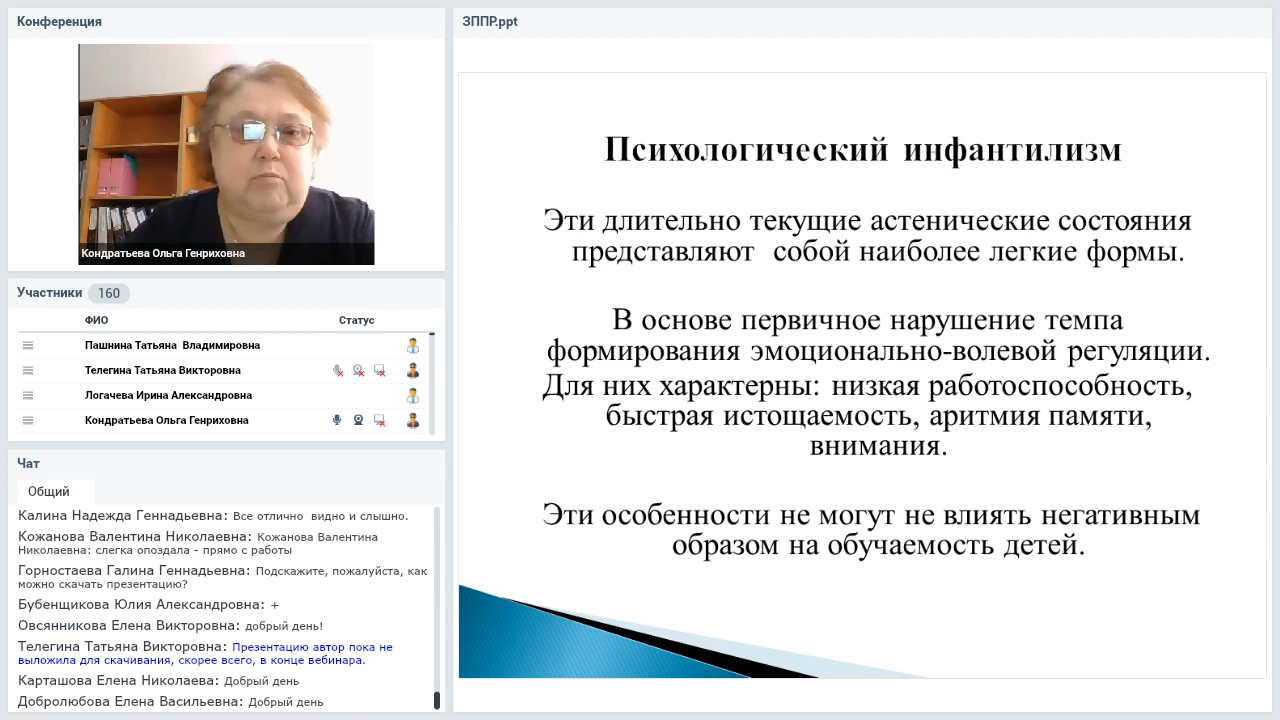 Конференция
Кондратьева Ольга Генриховна
Участники 160
ФИО Статус
Пашнина Татьяна Владимировна
Телегина Татьяна Викторовна
Логачева Ирина Александровна
Кондратьева Ольга Генриховна
Чат
Общий
Калина Надежда Геннадьевна: Все отлично видно и слышно.
Кожанова Валентина Николаевна: Кожанова Валентина
Николаевна: слегка опоздала - прямо с работы
Горностаева Галина Геннадьевна: Подскажите, пожалуйста, как
можно скачать презентацию?
Бубенщикова Юлия Александровна: +
Овсянникова Елена Викторовна: добрый день!
Телегина Татьяна Викторовна: Презентацию автор пока не
выложила для скачивания, скорее всего, в конце вебинара.
Карташова Елена Николаева: Добрый день
Добролюбова Елена Васильевна: Добрый день
ЗППР.ppt
Психологический инфантилизм
Эти длительно текущие астенические состояния
представляют собой наиболее легкие формы.
В основе первичное нарушение темпа
формирования эмоционально-волевой регуляции.
Для них характерны: низкая работоспособность,
быстрая истощаемость, аритмия памяти,
внимания.
Эти особенности не могут не влиять негативным
образом на обучаемость детей.